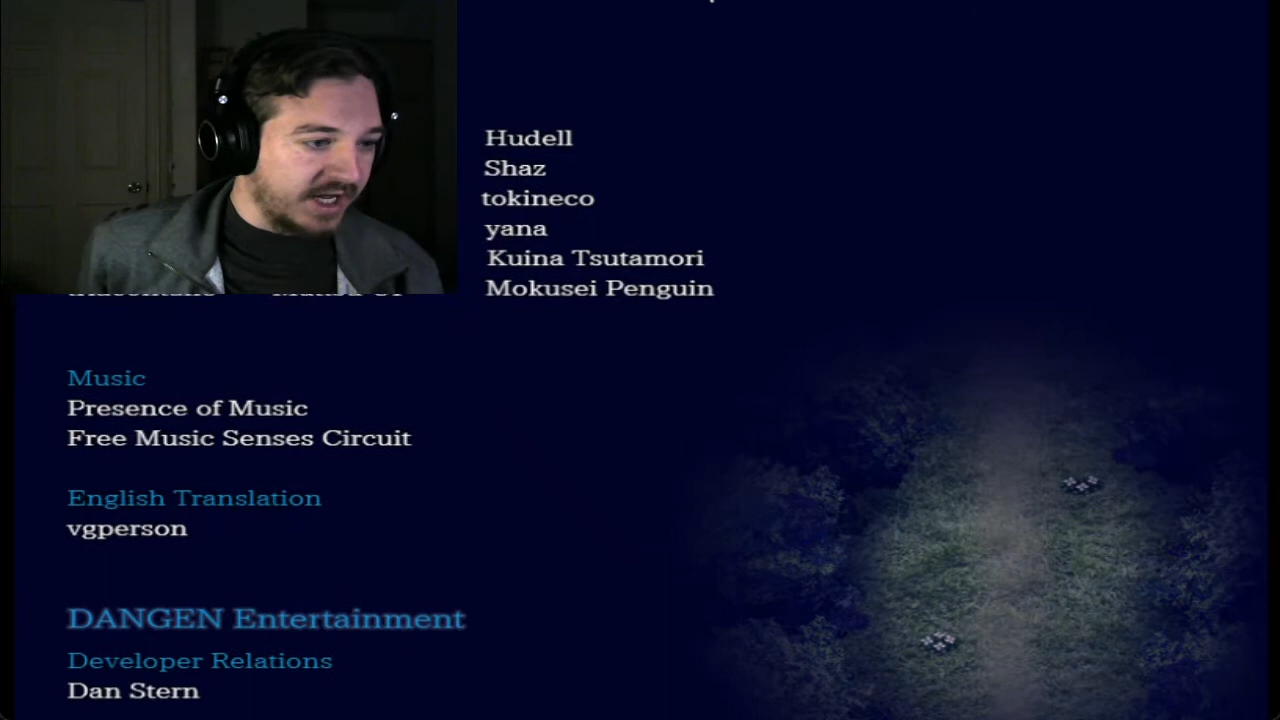 Hudell
Shaz
tokineco
yana
Kuina Tsutamori
Mokusei Penguin
Music
Presence of Music
Free Music Senses Circuit
English Translation
vgperson
DANGEN Entertainment
Developer Relations
Dan Stern